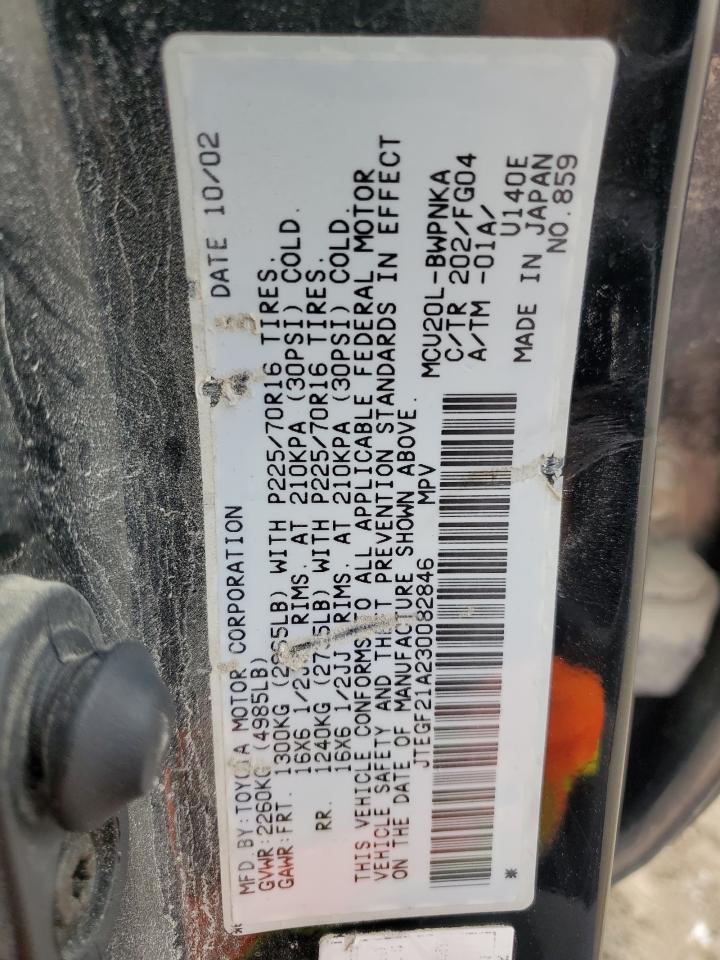 MFD BY: TOYOTA MOTOR CORPORATION DATE 10/02
GVWR: 2260KG (4985LB)
GAWR: FRT. 1300KG LB) WITH P225/70R16 TIRES.
16X6 1/2JJ RIMS. AT 210KPA (30PSI) COLD.
RR. 1240KG LB) WITH P225/70R16 TIRES.
16X6 1/2JJ RIMS. AT 210KPA (30PSI) COLD.
THIS VEHICLE CONFORMS TO ALL APPLICABLE FEDERAL MOTOR
VEHICLE SAFETY AND THEFT PREVENTION STANDARDS IN EFFECT
ON THE DATE OF MANUFACTURE SHOWN ABOVE.
JTEGF21A230082846 MPV
MCU20L-BWPNKA
C/TR 202/FG04
A/TM -01A/ U140E
MADE IN JAPAN
NO.859